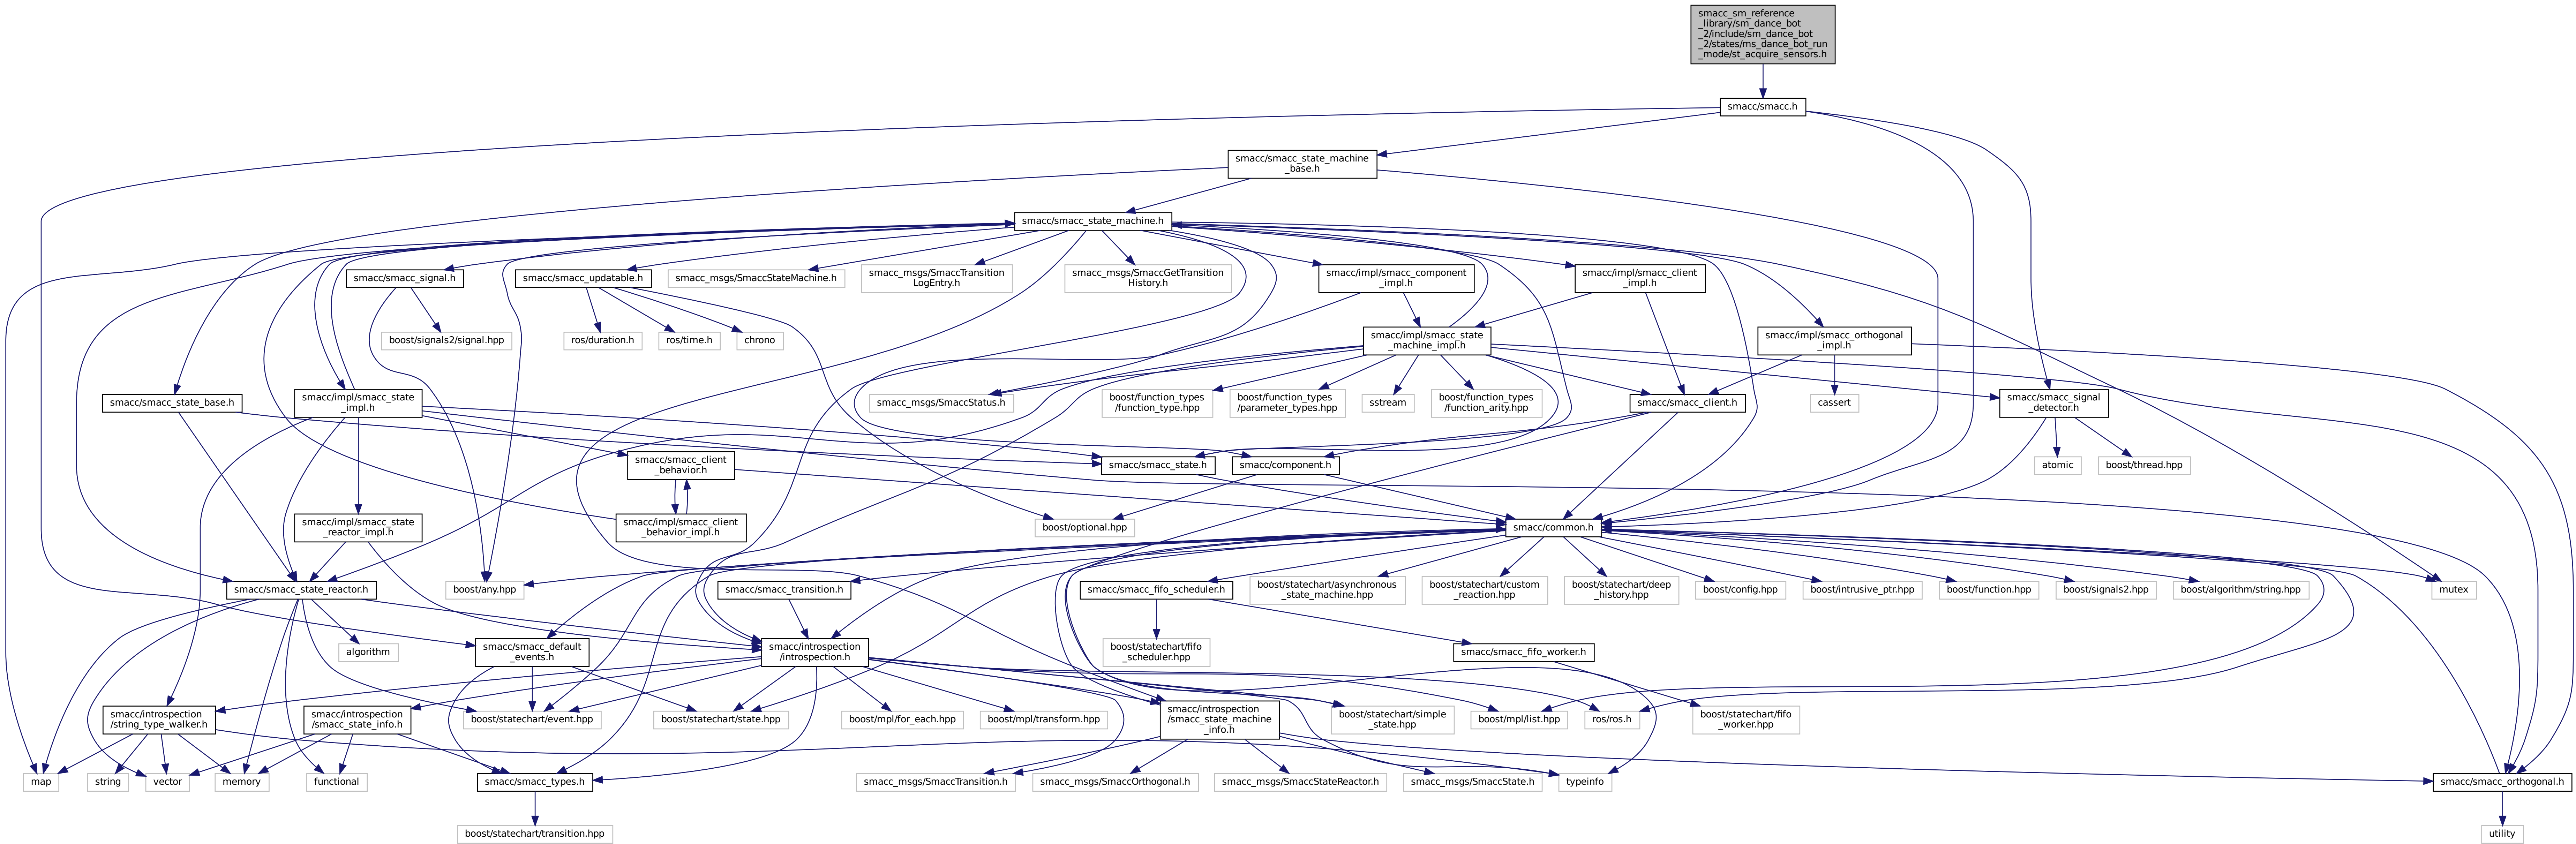 smacc_sm_reference
_library/sm_dance_bot
_2/include/sm_dance_bot
_2/states/ms_dance_bot_run
_mode/st_acquire_sensors.h
smacc/smacc.h
smacc/smacc_state_machine
_base.h
smacc/smacc_state_machine.h
smacc/smacc_signal.h
smacc/smacc_updatable.h
smacc_msgs/SmaccStateMachine.h
smacc_msgs/SmaccTransition
LogEntry.h
smacc_msgs/SmaccGetTransition
History.h
smacc/impl/smacc_component
_impl.h
smacc/impl/smacc_client
_impl.h
boost/signals2/signal.hpp
ros/duration.h
ros/time.h
chrono
smacc/impl/smacc_state
_machine_impl.h
smacc/impl/smacc_orthogonal
_impl.h
smacc/smacc_state_base.h
smacc/impl/smacc_state
_impl.h
smacc_msgs/SmaccStatus.h
boost/function_types
/function_type.hpp
boost/function_types
/parameter_types.hpp
sstream
boost/function_types
/function_arity.hpp
smacc/smacc_client.h
cassert
smacc/smacc_signal
_detector.h
smacc/smacc_client
_behavior.h
smacc/smacc_state.h
smacc/component.h
atomic
boost/thread.hpp
smacc/impl/smacc_state
_reactor_impl.h
smacc/impl/smacc_client
_behavior_impl.h
boost/optional.hpp
smacc/common.h
smacc/smacc_state_reactor.h
boost/any.hpp
smacc/smacc_transition.h
smacc/smacc_fifo_scheduler.h
boost/statechart/asynchronous
_state_machine.hpp
boost/statechart/custom
_reaction.hpp
boost/statechart/deep
_history.hpp
boost/config.hpp
boost/intrusive_ptr.hpp
boost/function.hpp
boost/signals2.hpp
boost/algorithm/string.hpp
mutex
algorithm
smacc/smacc_default
_events.h
smacc/introspection
/introspection.h
boost/statechart/fifo
_scheduler.hpp
smacc/smacc_fifo_worker.h
smacc/introspection
/string_type_walker.h
smacc/introspection
/smacc_state_info.h
boost/statechart/event.hpp
boost/statechart/state.hpp
boost/mpl/for_each.hpp
boost/mpl/transform.hpp
smacc/introspection
/smacc_state_machine
_info.h
boost/statechart/simple
_state.hpp
boost/mpl/list.hpp
ros/ros.h
boost/statechart/fifo
_worker.hpp
map
string
vector
memory
functional
smacc/smacc_types.h
smacc_msgs/SmaccTransition.h
smacc_msgs/SmaccOrthogonal.h
smacc_msgs/SmaccStateReactor.h
smacc_msgs/SmaccState.h
typeinfo
smacc/smacc_orthogonal.h
boost/statechart/transition.hpp
utility